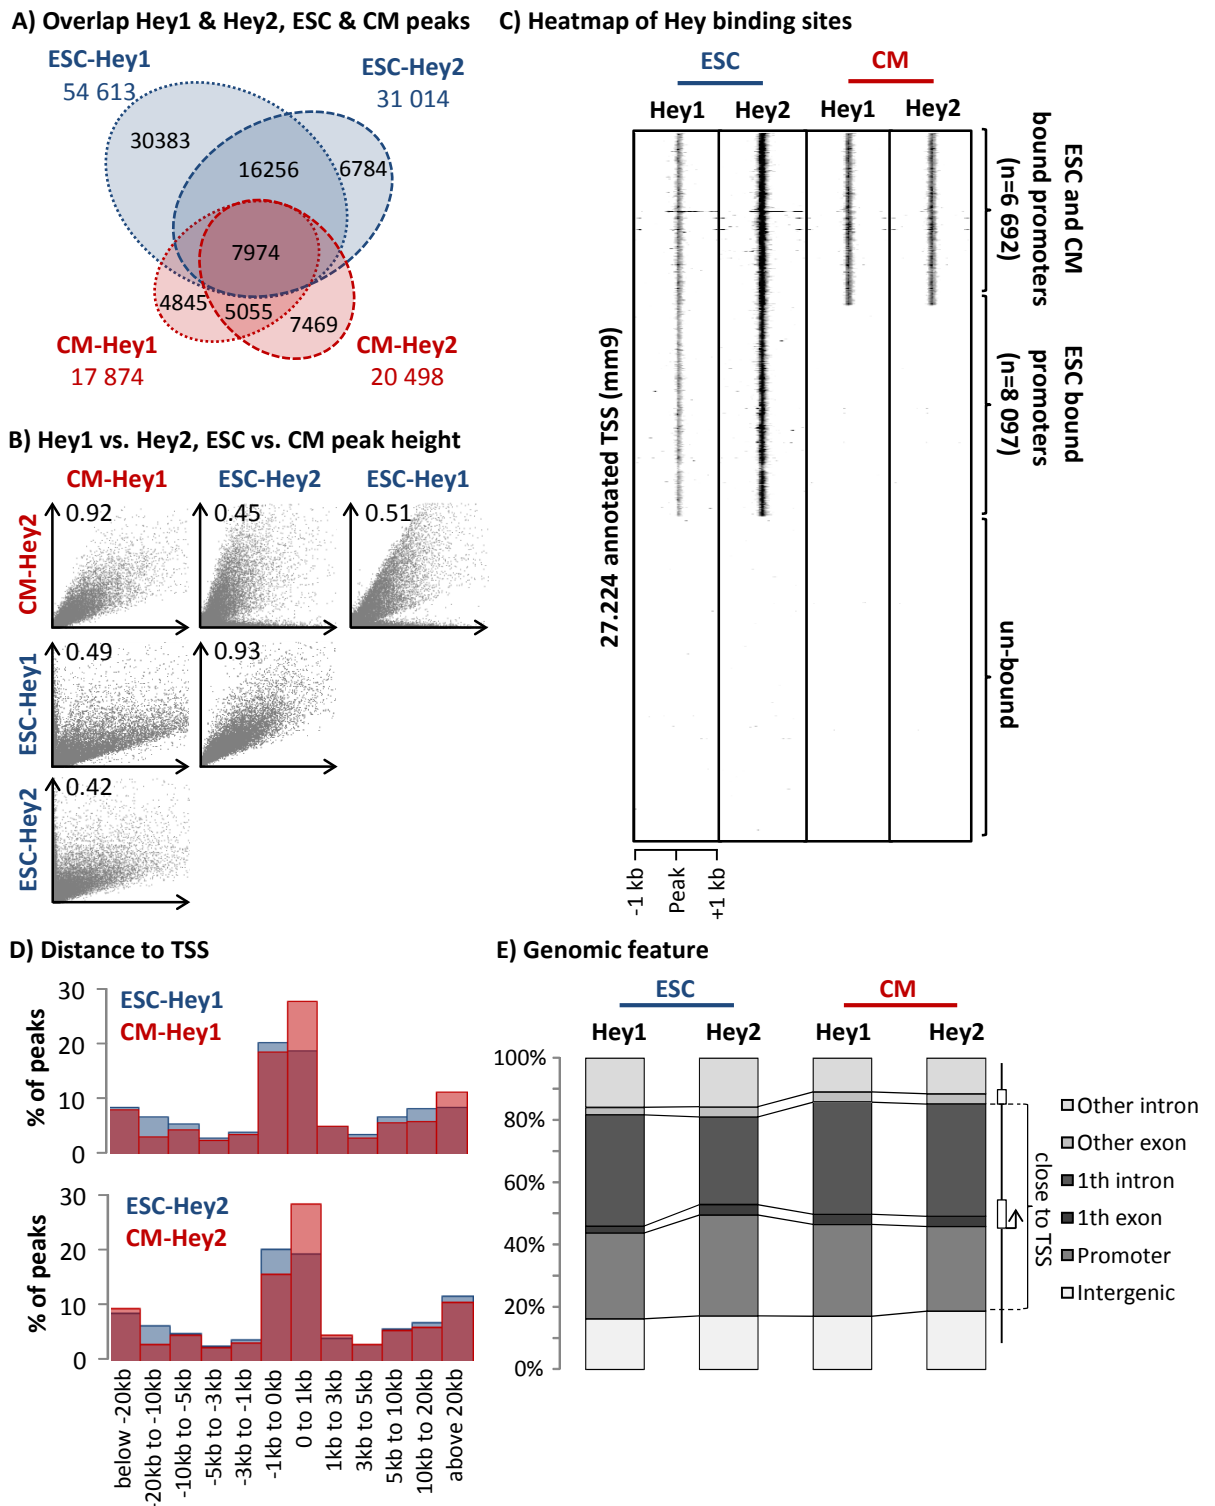 A) Overlap Hey1 & Hey2, ESC & CM peaks
ESC-Hey1
54 613
ESC-Hey2
31 014
30383
16256
6784
7974
4845
5055
7469
CM-Hey1
17 874
CM-Hey2
20 498
B) Hey1 vs. Hey2, ESC vs. CM peak height
CM-Hey1
ESC-Hey2
ESC-Hey1
CM-Hey2
0.92
0.45
0.51
ESC-Hey1
0.49
0.93
ESC-Hey2
0.42
C) Heatmap of Hey binding sites
ESC
CM
Hey1
Hey2
Hey1
Hey2
27.224 annotated TSS (mm9)
ESC and CM
bound promoters
(n=6 692)
ESC bound
promoters
(n=8 097)
un-bound
-1 kb
Peak
+1 kb
D) Distance to TSS
% of peaks
30
20
10
0
ESC-Hey1
CM-Hey1
% of peaks
30
20
10
0
ESC-Hey2
CM-Hey2
below -20kb
-20kb to -10kb
-10kb to -5kb
-5kb to -3kb
-3kb to -1kb
-1kb to 0kb
0 to 1kb
1kb to 3kb
3kb to 5kb
5kb to 10kb
10kb to 20kb
above 20kb
E) Genomic feature
ESC
CM
Hey1
Hey2
Hey1
Hey2
100%
80%
60%
40%
20%
0%
close to TSS
Other intron
Other exon
1th intron
1th exon
Promoter
Intergenic